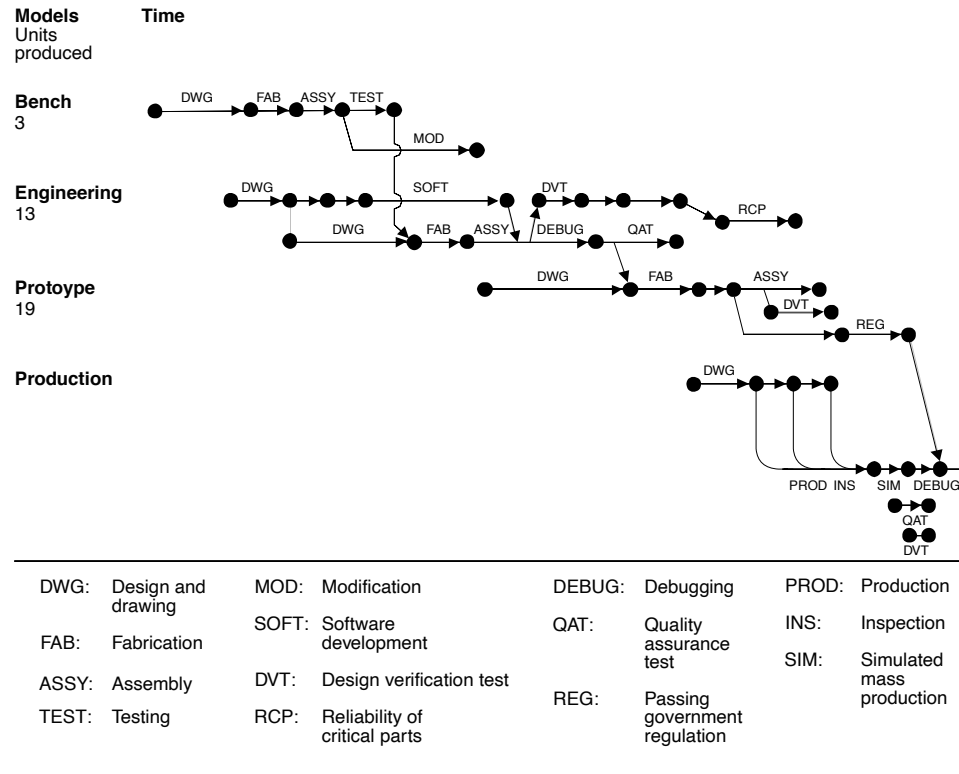 Models Time
Units
produced
Bench
3
DWG FAB ASSY TEST
MOD
Engineering
13
DWG SOFT DVT
RCP
DWG FAB ASSY DEBUG QAT
Protoype
19
DWG FAB ASSY
DVT
REG
Production
DWG
PROD INS SIM DEBUG
QAT
DVT
DWG: Design and
drawing
FAB: Fabrication
ASSY: Assembly
TEST: Testing
MOD: Modification
SOFT: Software
development
DVT: Design verification test
RCP: Reliability of
critical parts
DEBUG: Debugging
QAT: Quality
assurance
test
REG: Passing
government
regulation
PROD: Production
INS: Inspection
SIM: Simulated
mass
production